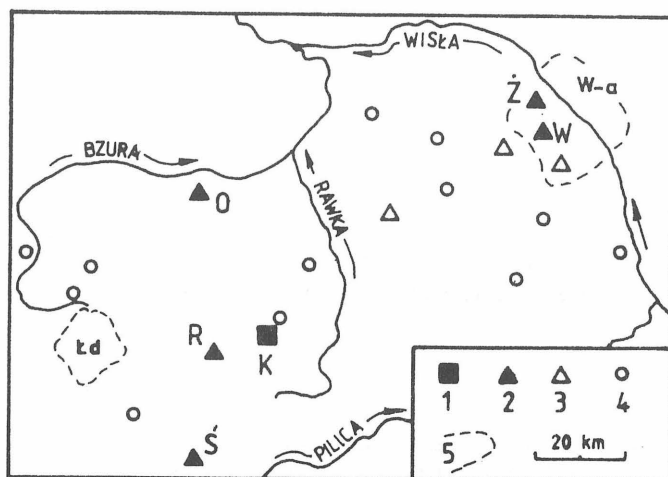 WISŁA
Ż
W-a
W
BZURA
RAWKA
O
Łd
R
K
Ś
PILICA
1 2 3 4
5 20 km